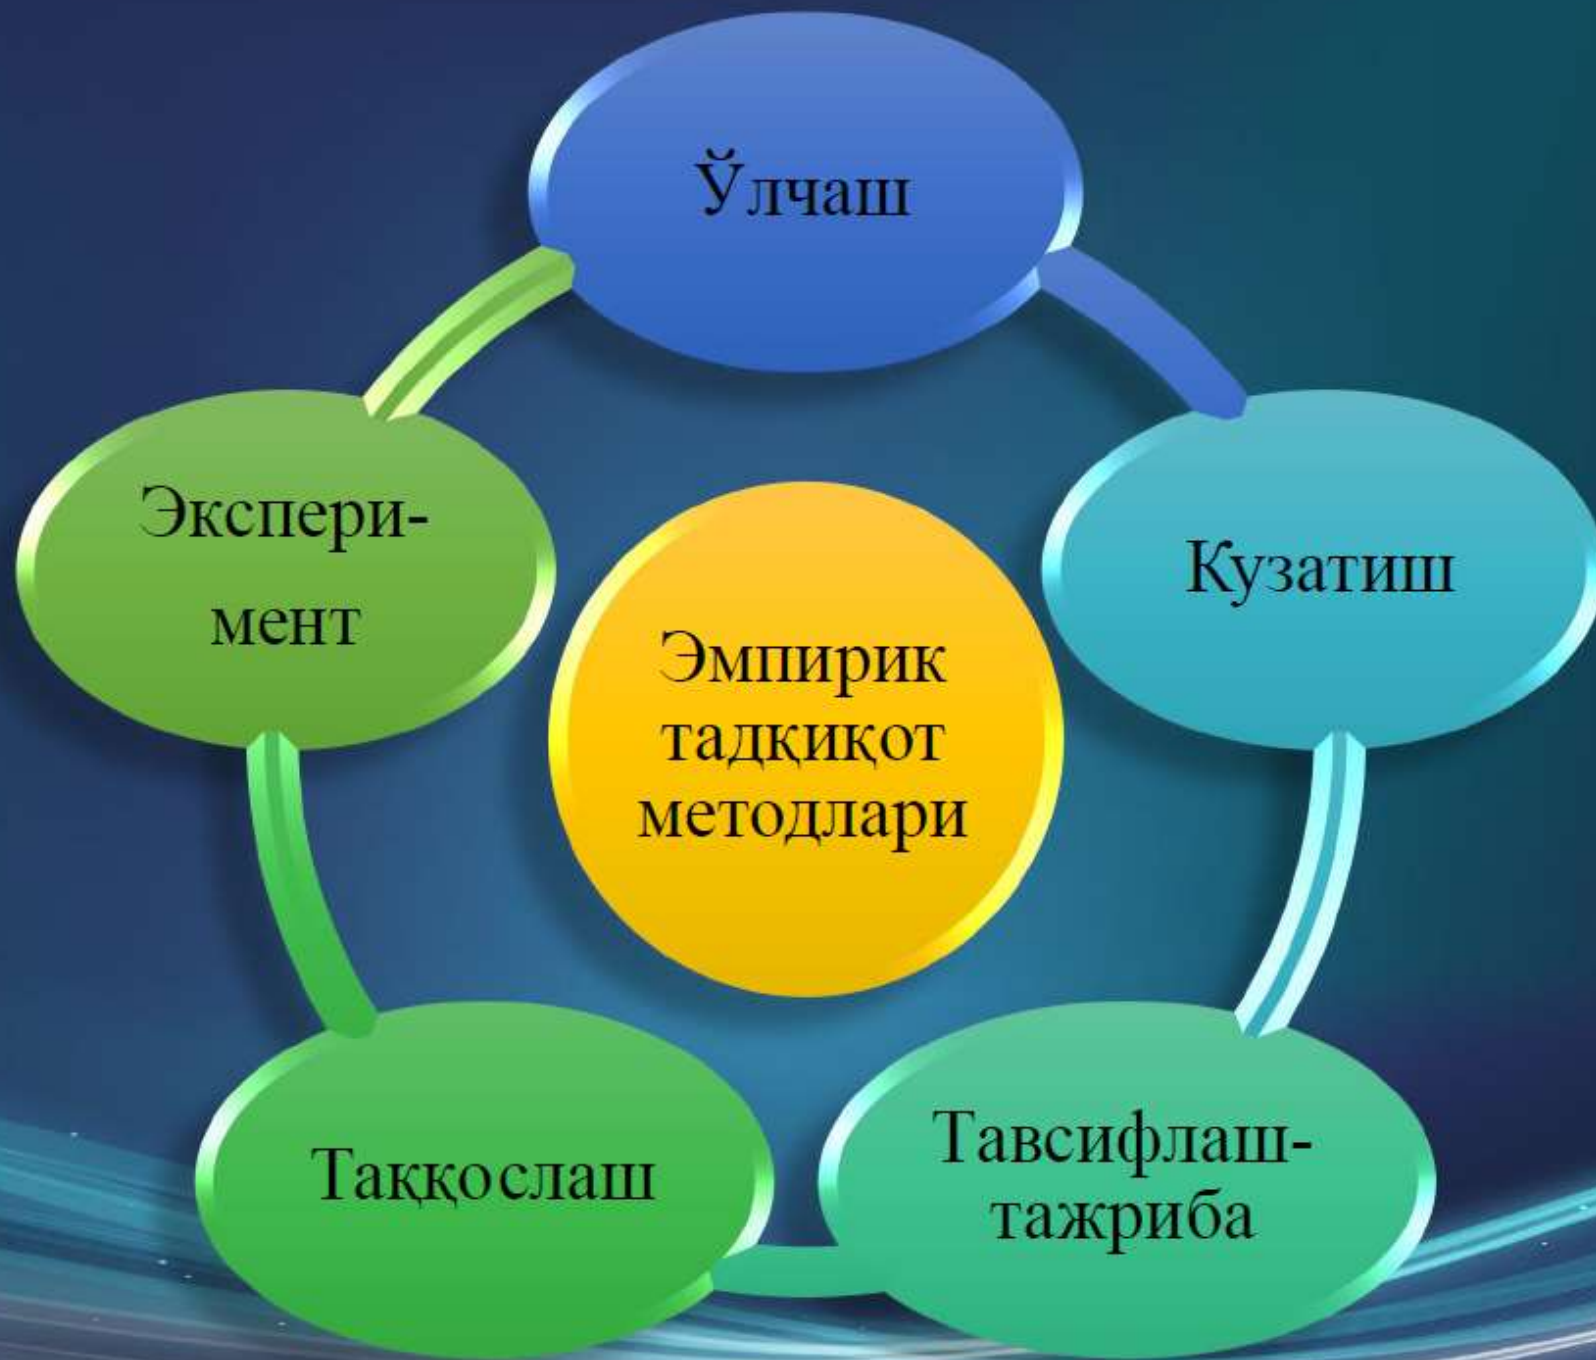 Ўлчаш
Экспери-
мент
Кузатиш
Эмпирик
тадқиқот
методлари
Таққослаш
Тавсифлаш-
тажриба